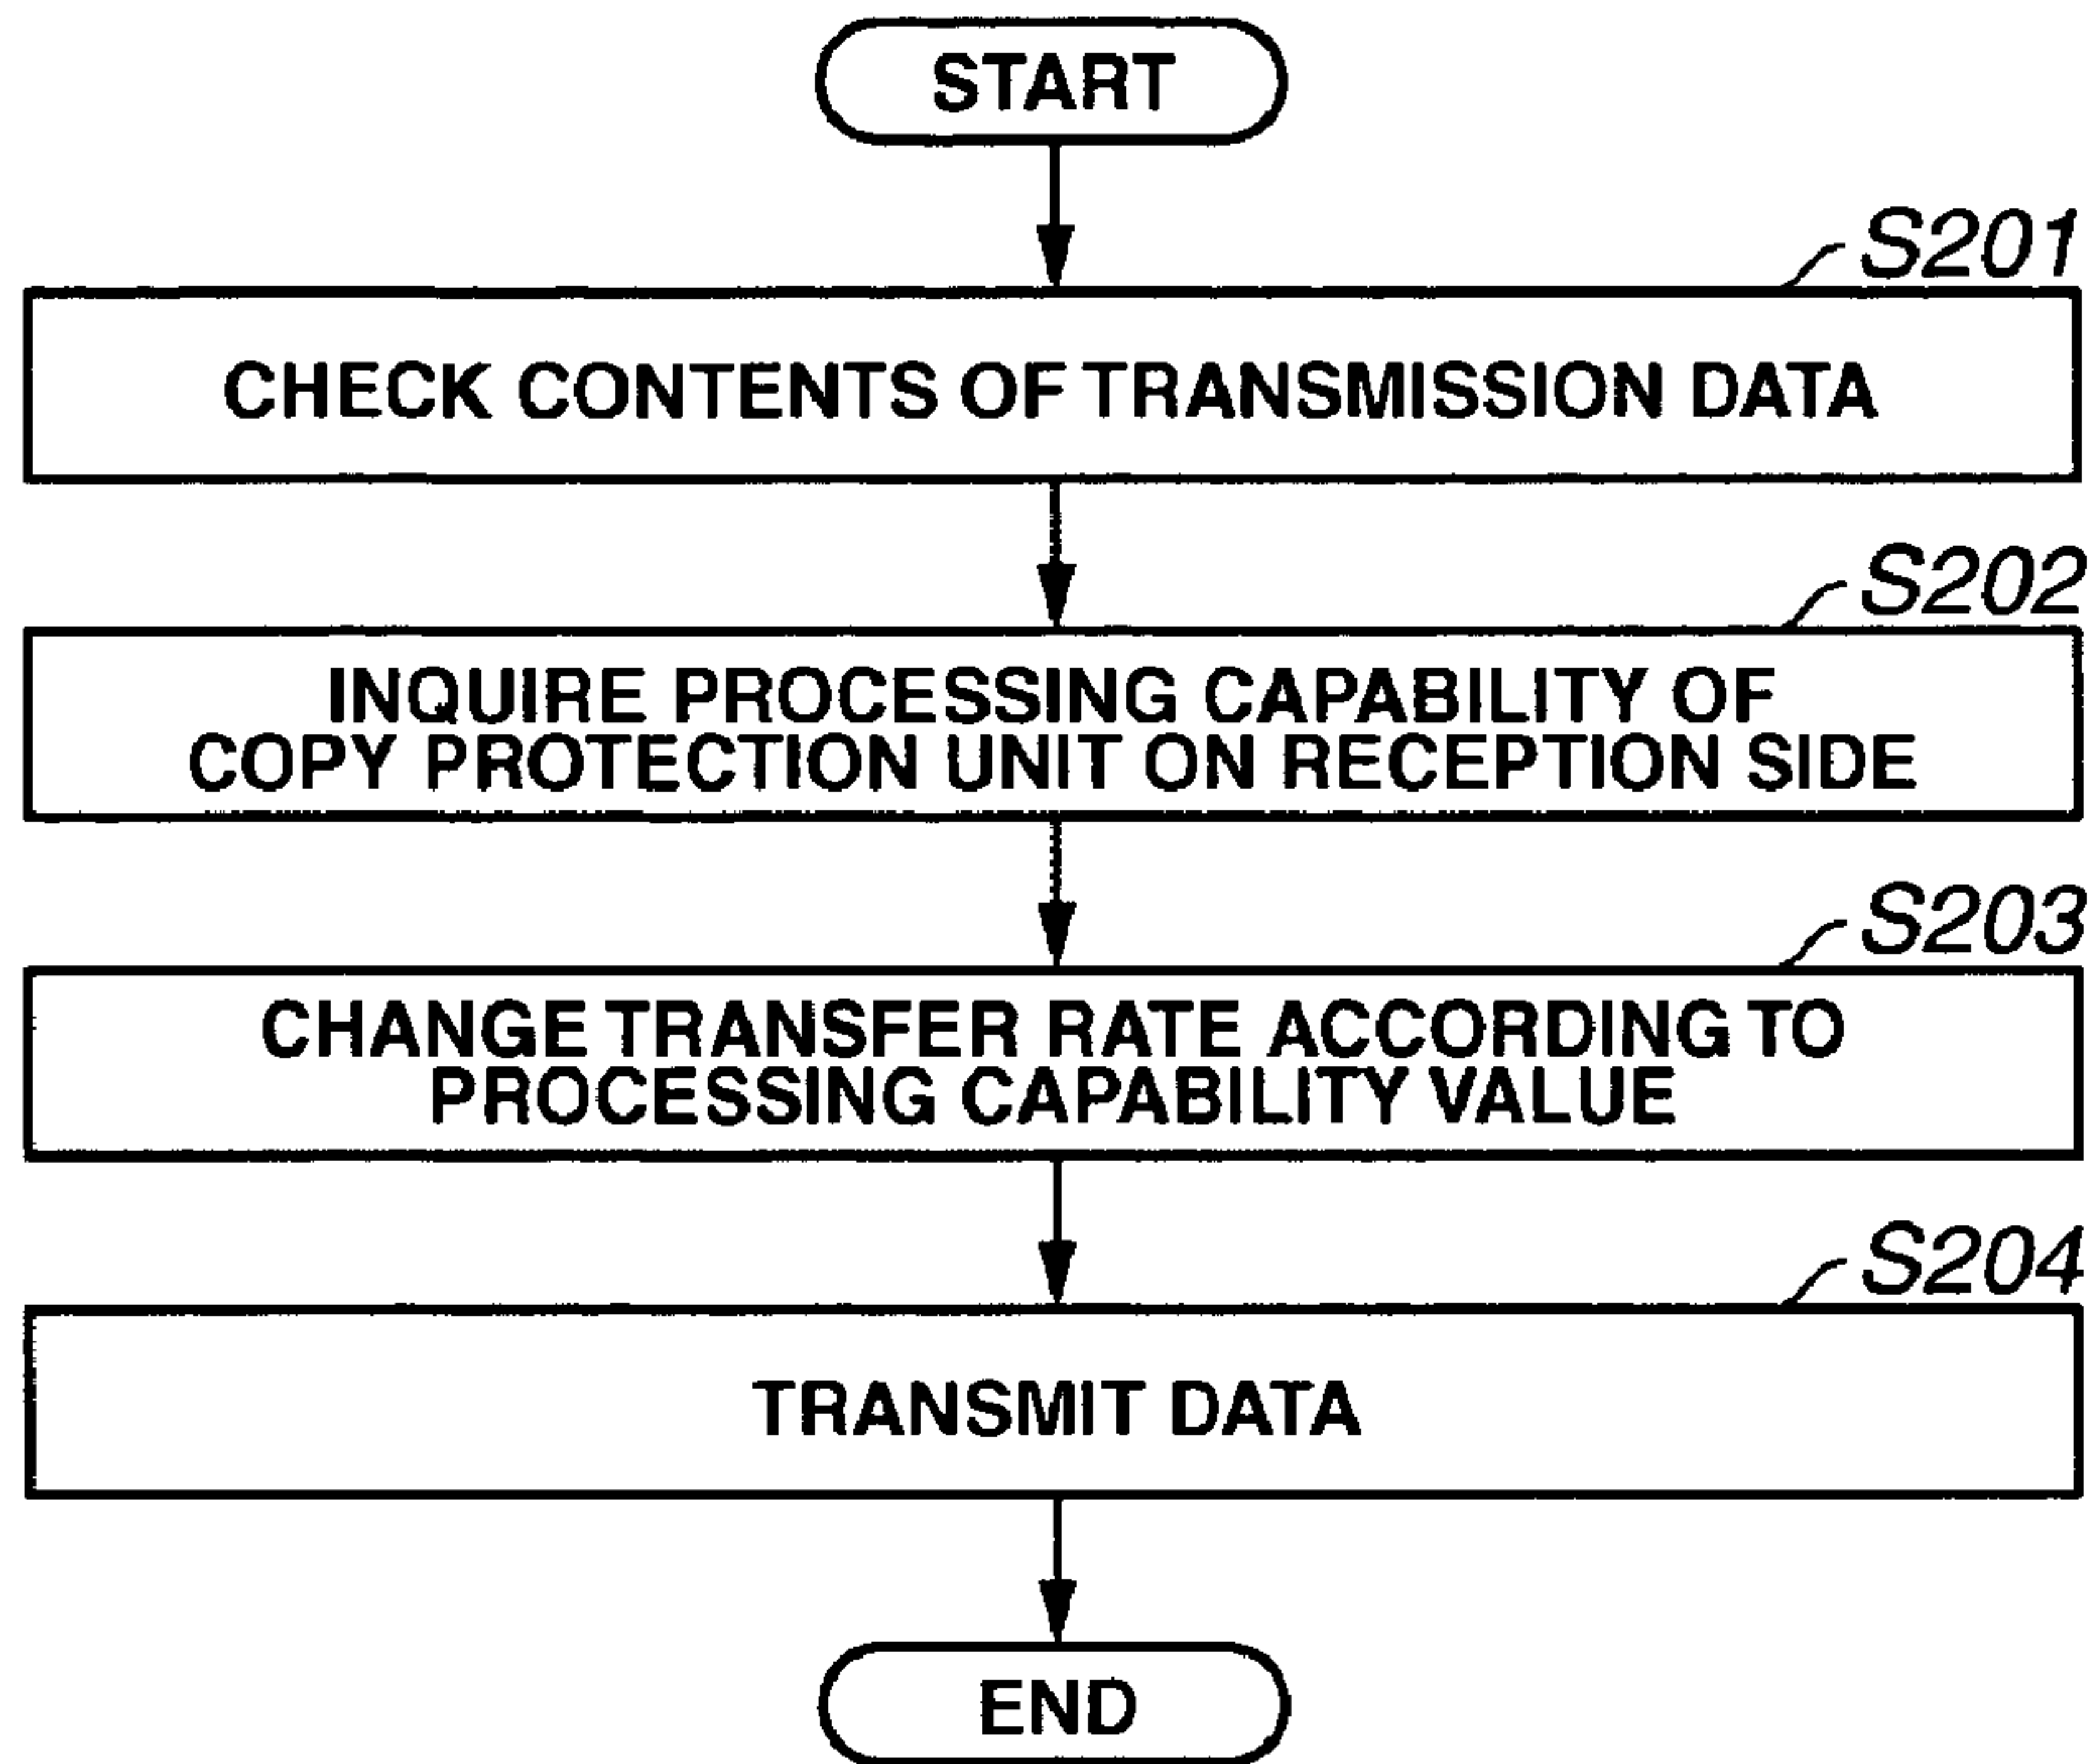 START
S201
CHECK CONTENTS OF TRANSMISSION DATA
S202
INQUIRE PROCESSING CAPABILITY OF
COPY PROTECTION UNIT ON RECEPTION SIDE
S203
CHANGE TRANSFER RATE ACCORDING TO
PROCESSING CAPABILITY VALUE
S204
TRANSMIT DATA
END